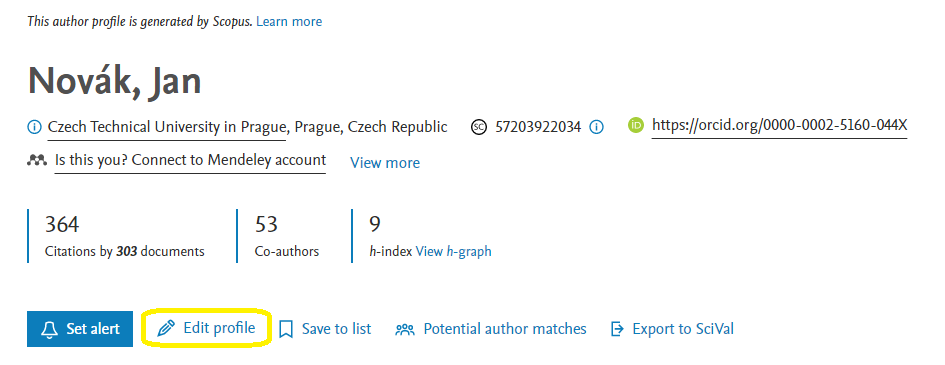 This author profile is generated by Scopus. Learn more
Novák, Jan
Czech Technical University in Prague, Prague, Czech Republic SC 57203922034 iD https://orcid.org/0000-0002-5160-044X
Is this you? Connect to Mendeley account View more
364 53 9
Citations by 303 documents Co-authors h-index View h-graph
Set alert Edit profile Save to list Potential author matches Export to SciVal